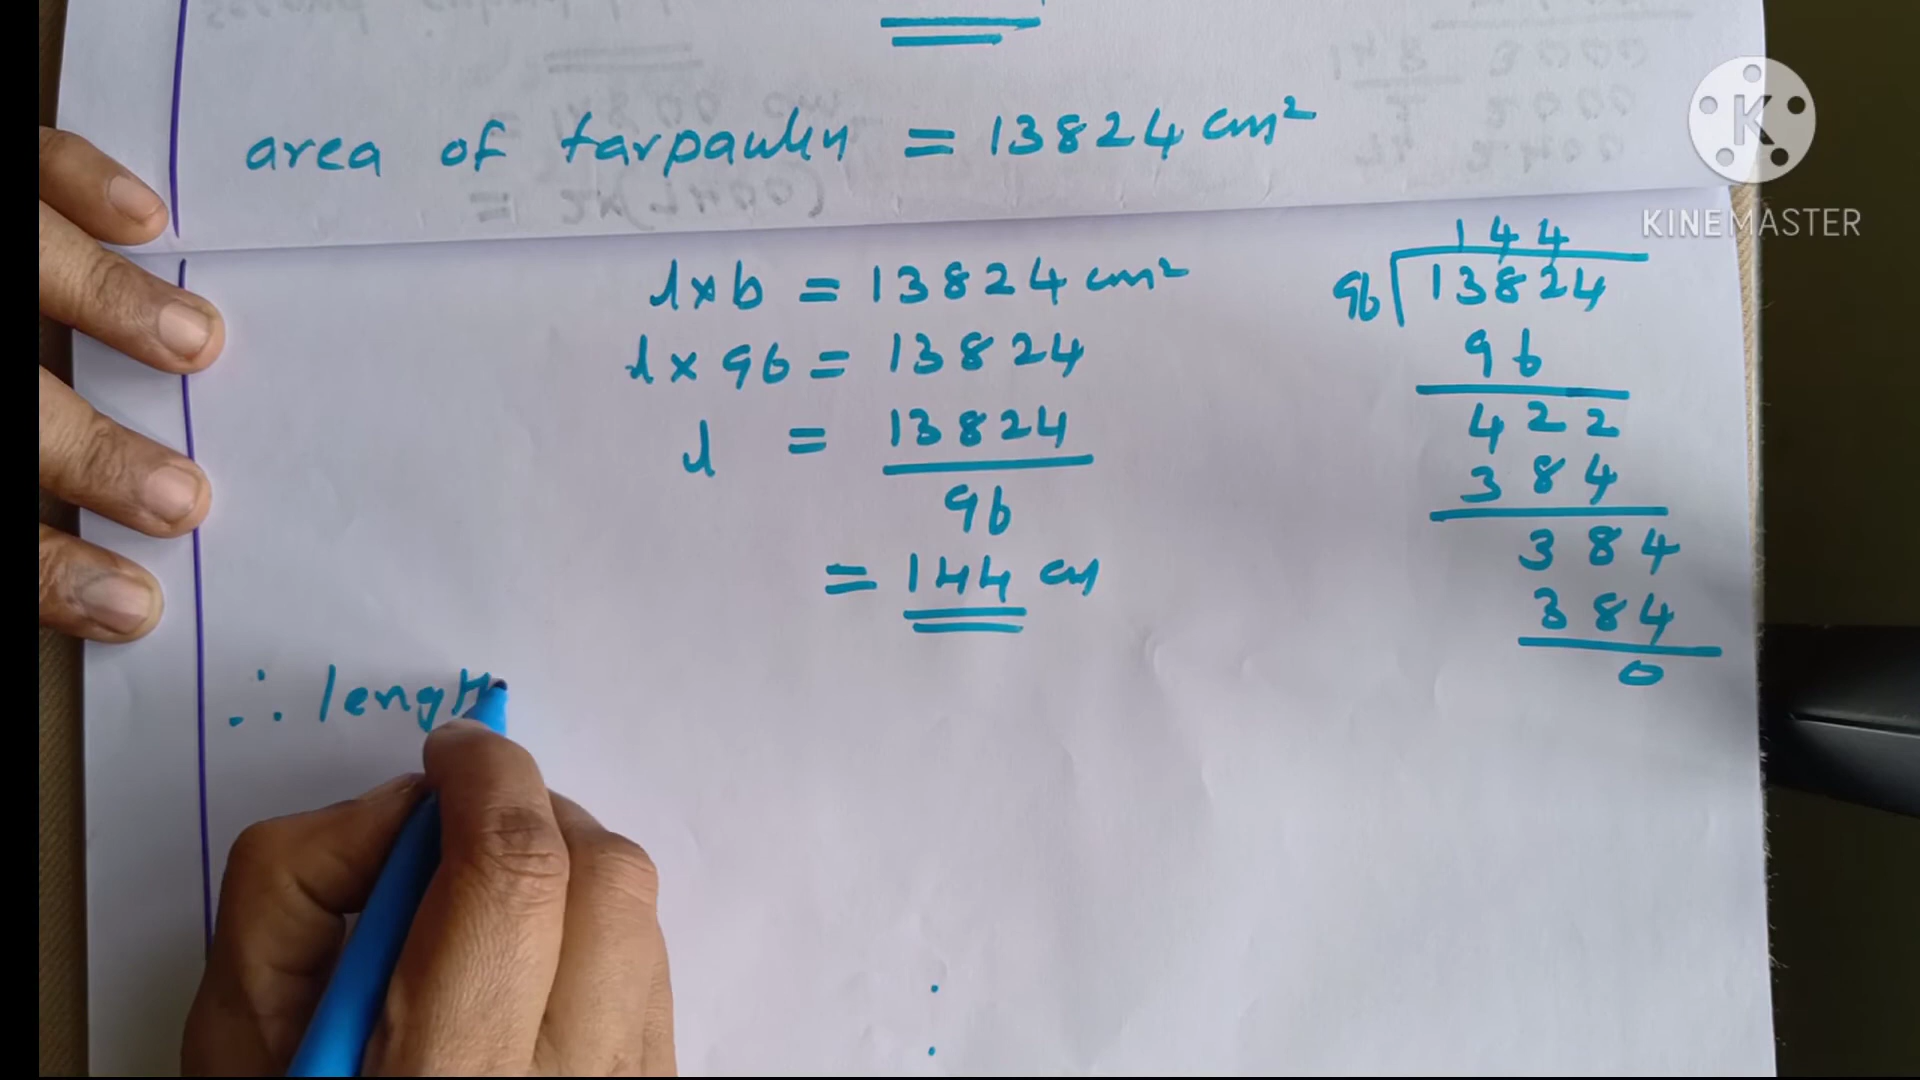 area of tarpaulin = 13824 cm²
l×b = 13824 cm²
l × 96 = 13824
l = 13824
96
= 144 cm
∴ length
144
96 13824
96
422
384
384
384
0
K
KINEMASTER